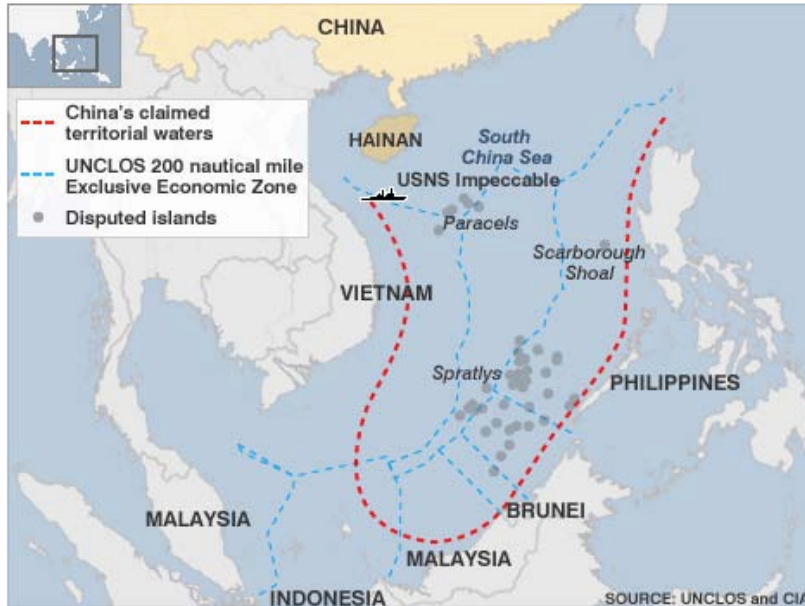 CHINA
China's claimed
territorial waters
UNCLOS 200 nautical mile
Exclusive Economic Zone
Disputed islands
HAINAN
South
China Sea
USNS Impeccable
Paracels
Scarborough
Shoal
VIETNAM
Spratlys
PHILIPPINES
BRUNEI
MALAYSIA
MALAYSIA
INDONESIA
SOURCE: UNCLOS and CIA